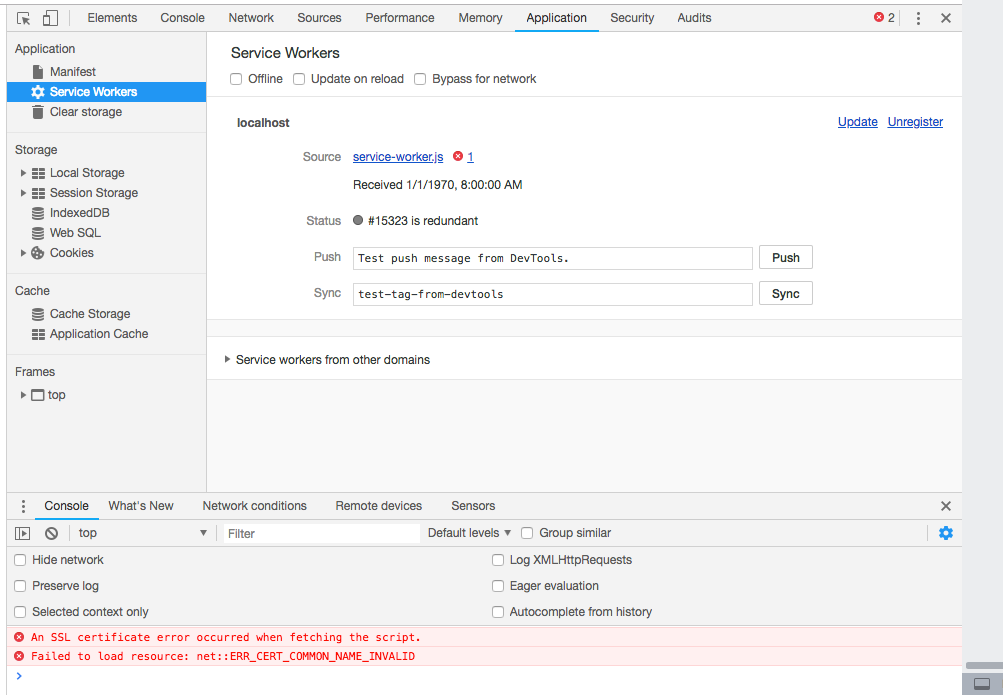 Elements Console Network Sources Performance Memory Application Security Audits 2
Application
Manifest
Service Workers
Clear storage
Storage
Local Storage
Session Storage
IndexedDB
Web SQL
Cookies
Cache
Cache Storage
Application Cache
Frames
top
Service Workers
Offline Update on reload Bypass for network
localhost Update Unregister
Source service-worker.js 1
Received 1/1/1970, 8:00:00 AM
Status #15323 is redundant
Push Test push message from DevTools. Push
Sync test-tag-from-devtools Sync
Service workers from other domains
Console What's New Network conditions Remote devices Sensors
top Filter Default levels Group similar
Hide network Log XMLHttpRequests
Preserve log Eager evaluation
Selected context only Autocomplete from history
An SSL certificate error occurred when fetching the script.
Failed to load resource: net::ERR_CERT_COMMON_NAME_INVALID